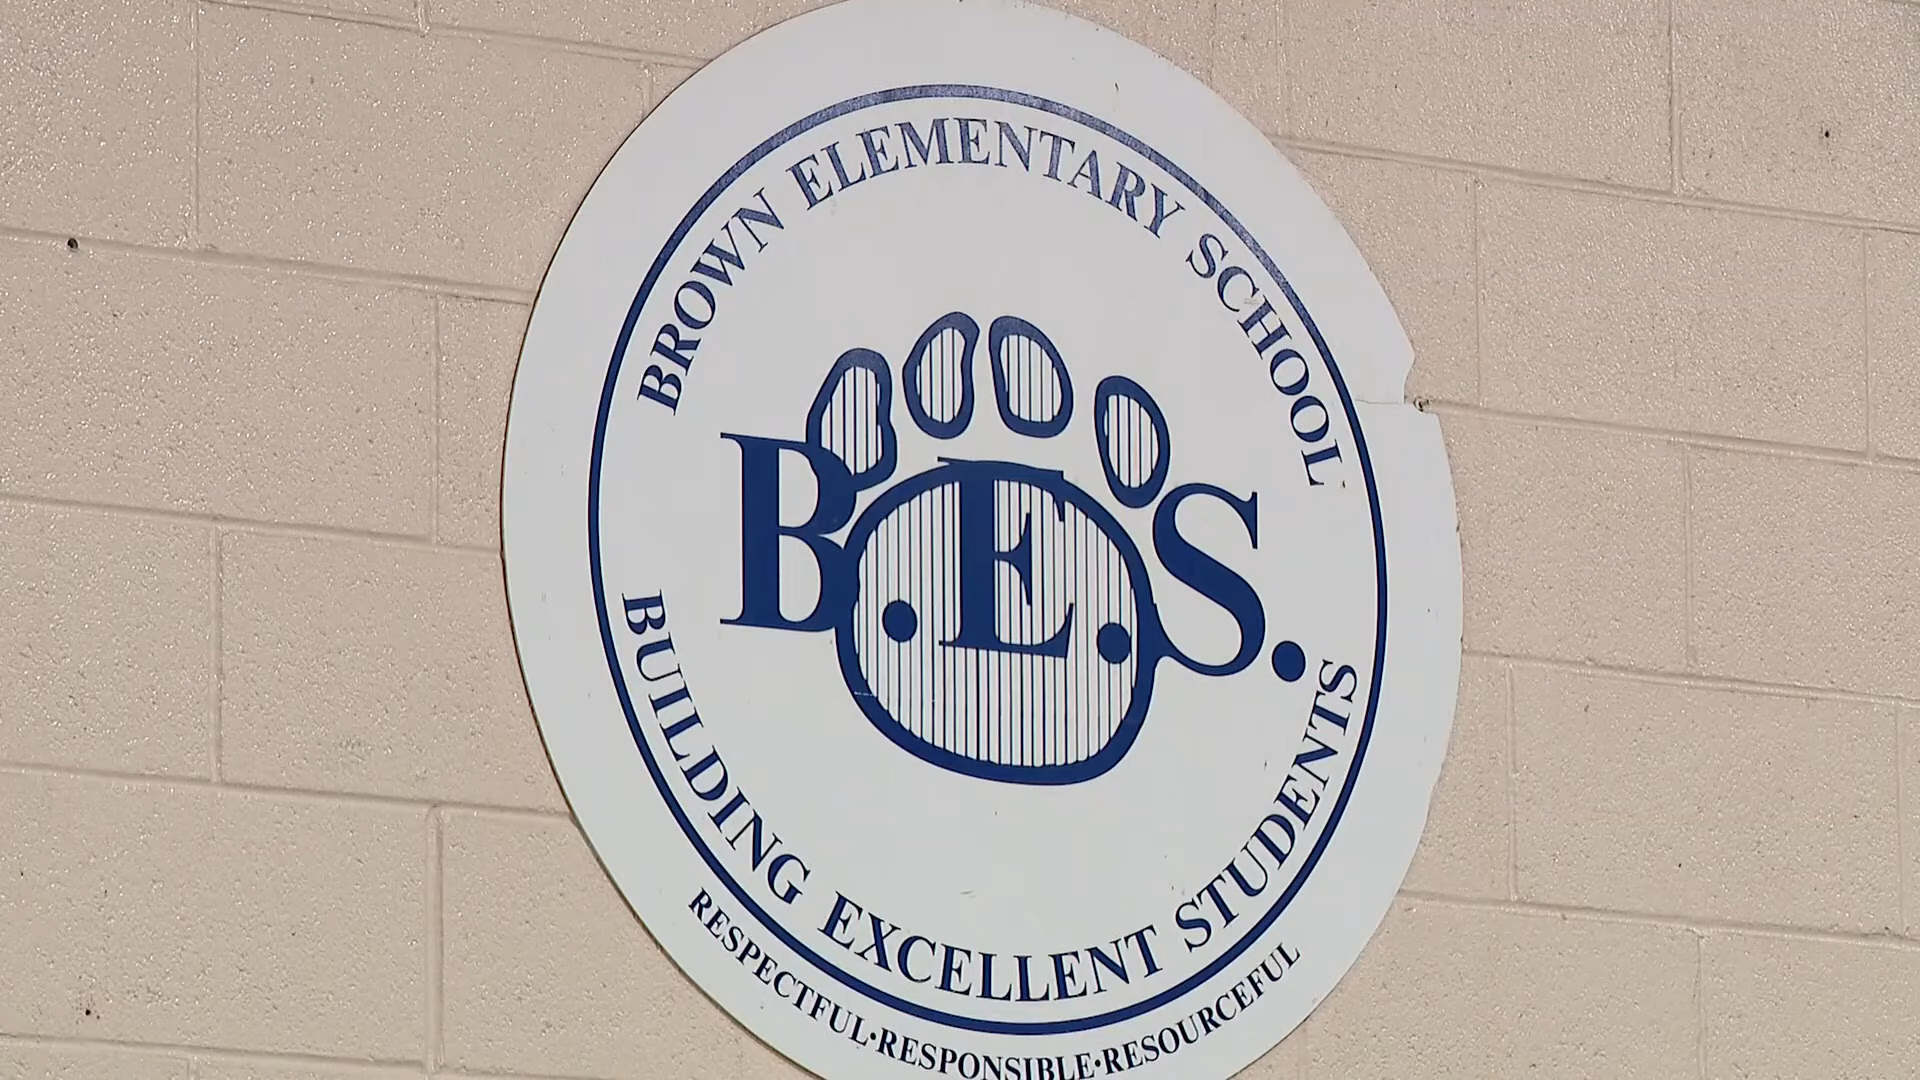 BROWN ELEMENTARY SCHOOL
B.E.S.
BUILDING EXCELLENT STUDENTS
RESPECTFUL·RESPONSIBLE·RESOURCEFUL